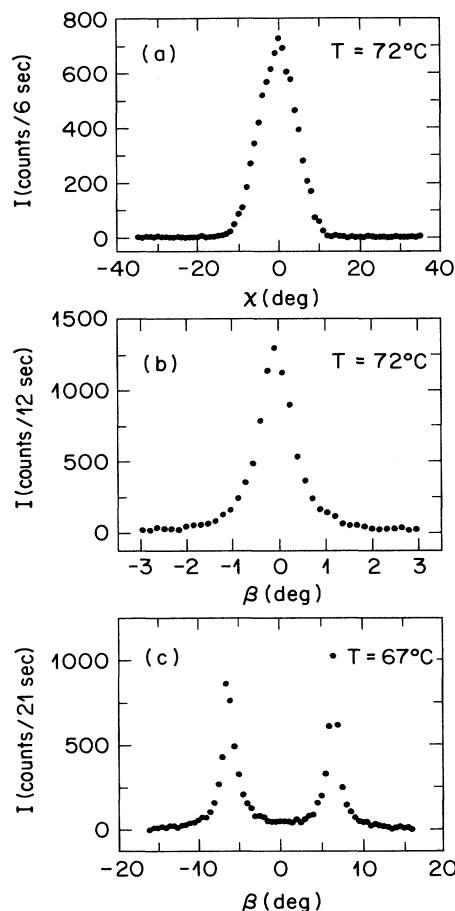 800
(a)
T = 72°C
600
400
200
0
I (counts/6 sec)
-40 -20 0 20 40
χ (deg)
1500
(b)
T = 72°C
1000
500
0
I (counts/12 sec)
-3 -2 -1 0 1 2 3
β (deg)
1000
(c)
T = 67°C
500
0
I (counts/21 sec)
-20 -10 0 10 20
β (deg)